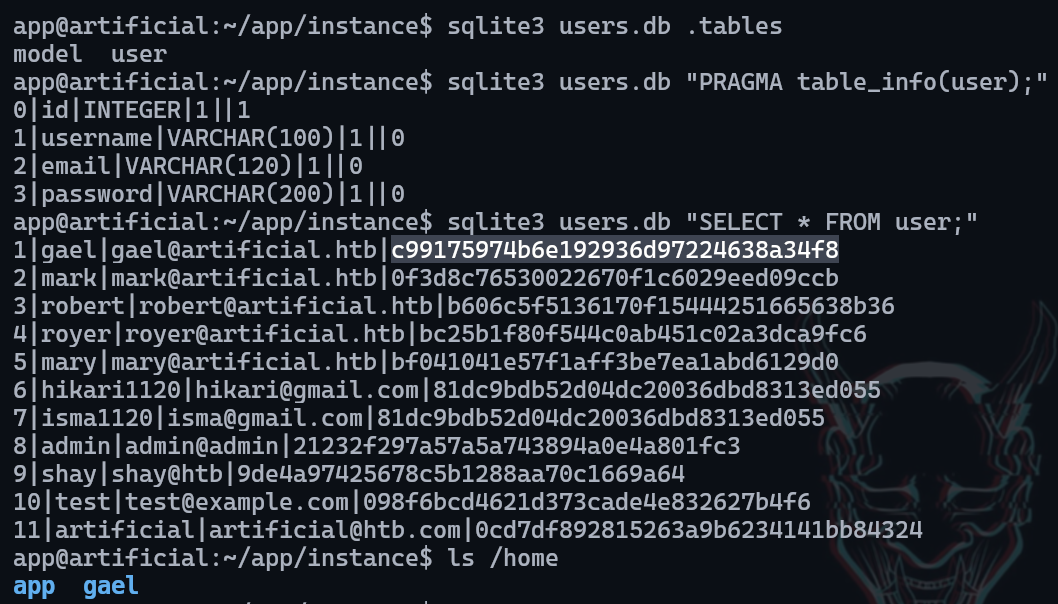 app@artificial:~/app/instance$ sqlite3 users.db .tables
model  user
app@artificial:~/app/instance$ sqlite3 users.db "PRAGMA table_info(user);"
0|id|INTEGER|1||1
1|username|VARCHAR(100)|1||0
2|email|VARCHAR(120)|1||0
3|password|VARCHAR(200)|1||0
app@artificial:~/app/instance$ sqlite3 users.db "SELECT * FROM user;"
1|gael|gael@artificial.htb|c99175974b6e192936d97224638a34f8
2|mark|mark@artificial.htb|0f3d8c76530022670f1c6029eed09ccb
3|robert|robert@artificial.htb|b606c5f5136170f15444251665638b36
4|royer|royer@artificial.htb|bc25b1f80f544c0ab451c02a3dca9fc6
5|mary|mary@artificial.htb|bf041041e57f1aff3be7ea1abd6129d0
6|hikari1120|hikari@gmail.com|81dc9bdb52d04dc20036dbd8313ed055
7|isma1120|isma@gmail.com|81dc9bdb52d04dc20036dbd8313ed055
8|admin|admin@admin|21232f297a57a5a743894a0e4a801fc3
9|shay|shay@htb|9de4a97425678c5b1288aa70c1669a64
10|test|test@example.com|098f6bcd4621d373cade4e832627b4f6
11|artificial|artificial@htb.com|0cd7df892815263a9b6234141bb84324
app@artificial:~/app/instance$ ls /home
app  gael